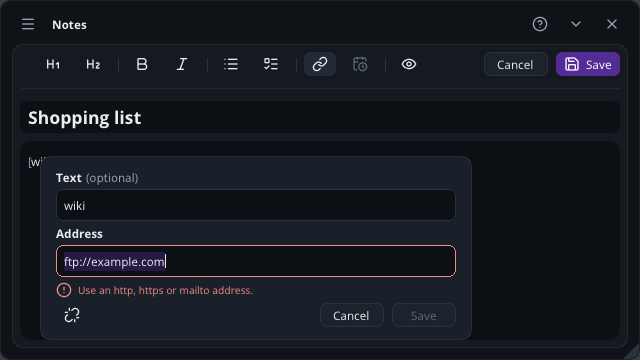 Notes
H1 H2 B I Cancel Save
Shopping list
Text (optional)
wiki
Address
ftp://example.com
Use an http, https or mailto address.
Cancel Save